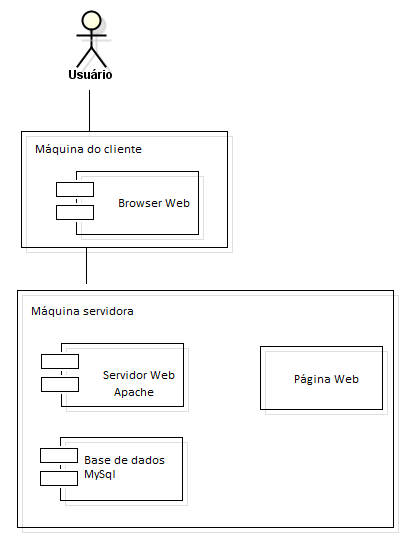 Usuário
Máquina do cliente
Browser Web
Máquina servidora
Servidor Web
Apache
Página Web
Base de dados
MySql